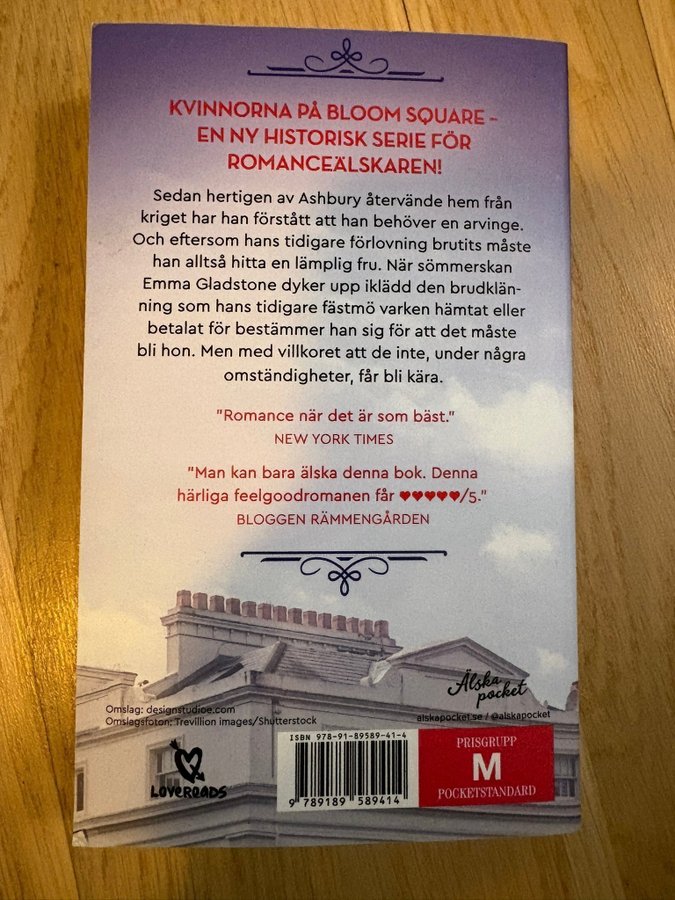 KVINNORNA PÅ BLOOM SQUARE –
EN NY HISTORISK SERIE FÖR
ROMANCEÄLSKAREN!
Sedan hertigen av Ashbury återvände hem från
kriget har han förstått att han behöver en arvinge.
Och eftersom hans tidigare förlovning brutits måste
han alltså hitta en lämplig fru. När sömmerskan
Emma Gladstone dyker upp iklädd den brudklän-
ning som hans tidigare fästmö varken hämtat eller
betalat för bestämmer han sig för att det måste
bli hon. Men med villkoret att de inte, under några
omständigheter, får bli kära.
”Romance när det är som bäst.”
NEW YORK TIMES
”Man kan bara älska denna bok. Denna
härliga feelgoodromanen får ♥♥♥♥♥/5.”
BLOGGEN RÄMMENGÅRDEN
Älska
pocket
alskapocket.se / @alskapocket
Omslag: designstudioe.com
Omslagsfoton: Trevillion images/Shutterstock
LOVEREADS
ISBN 978-91-89589-41-4
9 789189 589414
PRISGRUPP
M
POCKETSTANDARD